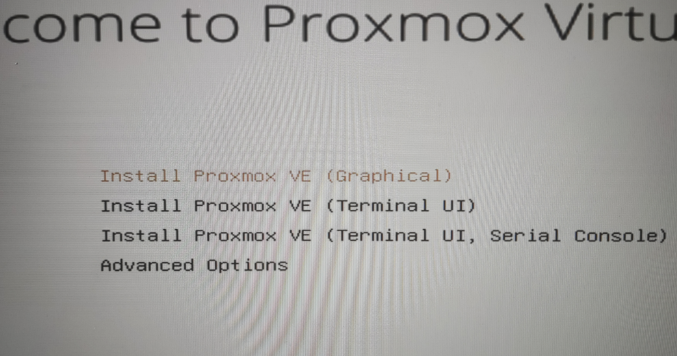 come to Proxmox Virtu
Install Proxmox VE (Graphical)
Install Proxmox VE (Terminal UI)
Install Proxmox VE (Terminal UI, Serial Console)
Advanced Options